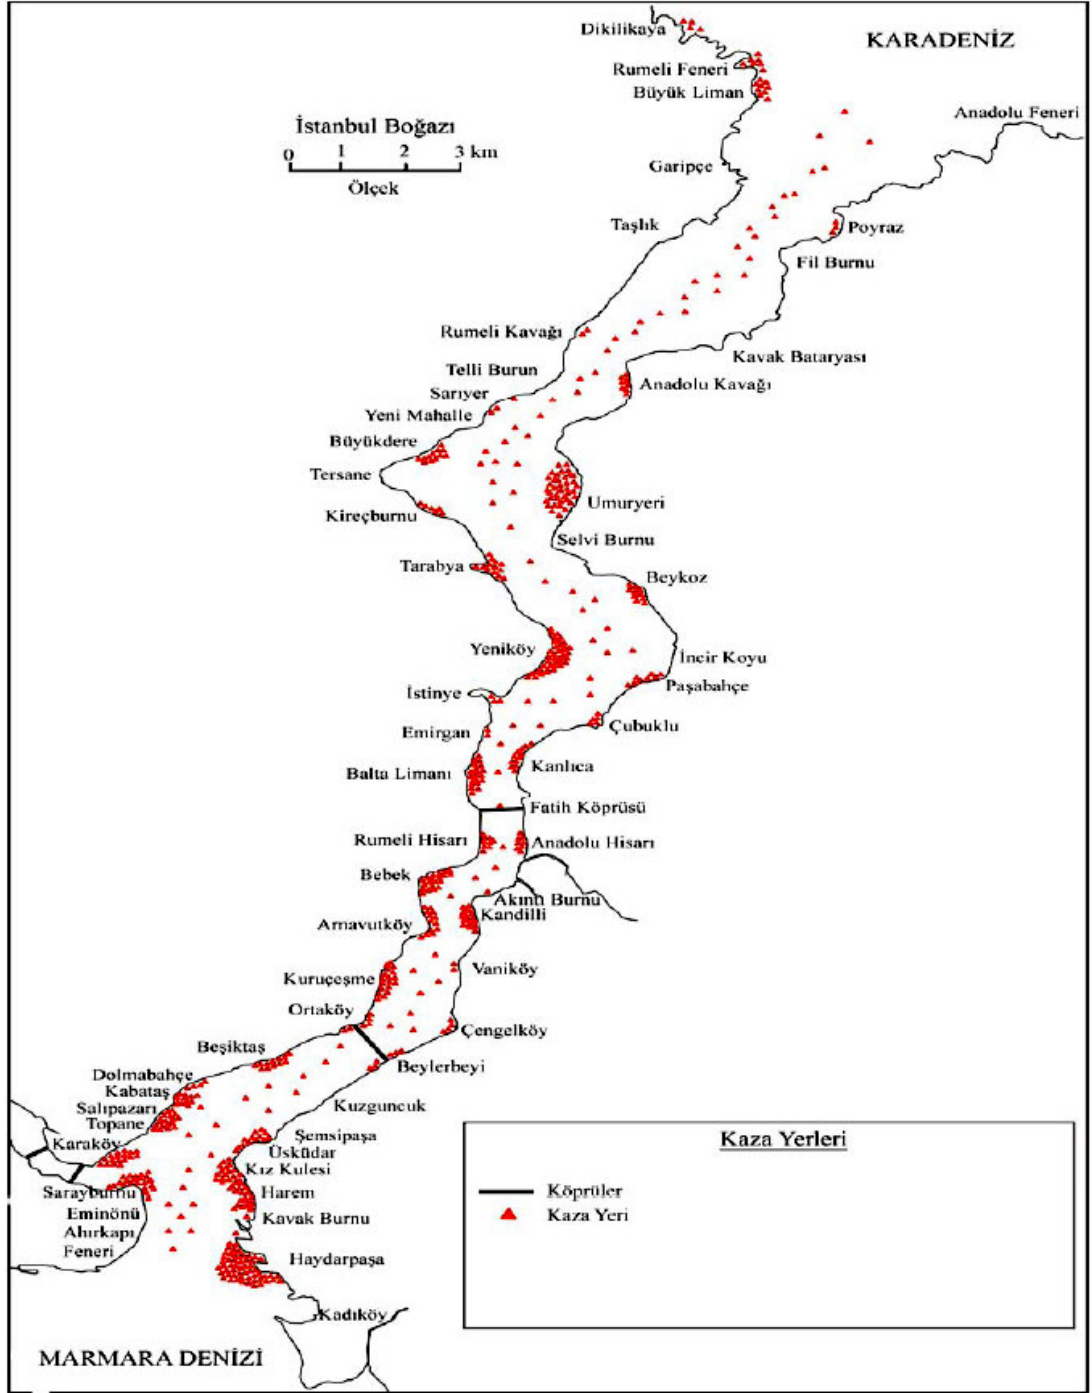 Dikilikaya
KARADENİZ
Rumeli Feneri
Büyük Liman
Anadolu Feneri
İstanbul Boğazı
0 1 2 3 km
Ölçek
Garipçe
Taşlık
Poyraz
Fil Burnu
Rumeli Kavağı
Kavak Bataryası
Telli Burun
Anadolu Kavağı
Sarıyer
Yeni Mahalle
Büyükdere
Tersane
Umuryeri
Kireçburnu
Selvi Burnu
Tarabya
Beykoz
Yeniköy
İncir Koyu
Paşabahçe
İstinye
Emirgan
Çubuklu
Balta Limanı
Kanlıca
Fatih Köprüsü
Rumeli Hisarı
Anadolu Hisarı
Bebek
Akıntı Burnu
Kandilli
Arnavutköy
Vaniköy
Kuruçeşme
Ortaköy
Çengelköy
Beşiktaş
Beylerbeyi
Dolmabahçe
Kabataş
Salıpazarı
Topane
Kuzguncuk
Karaköy
Şemsipaşa
Üsküdar
Kız Kulesi
Sarayburnu
Harem
Eminönü
Kavak Burnu
Ahırkapı
Feneri
Haydarpaşa
Kadıköy
MARMARA DENİZİ
Kaza Yerleri
Köprüler
Kaza Yeri